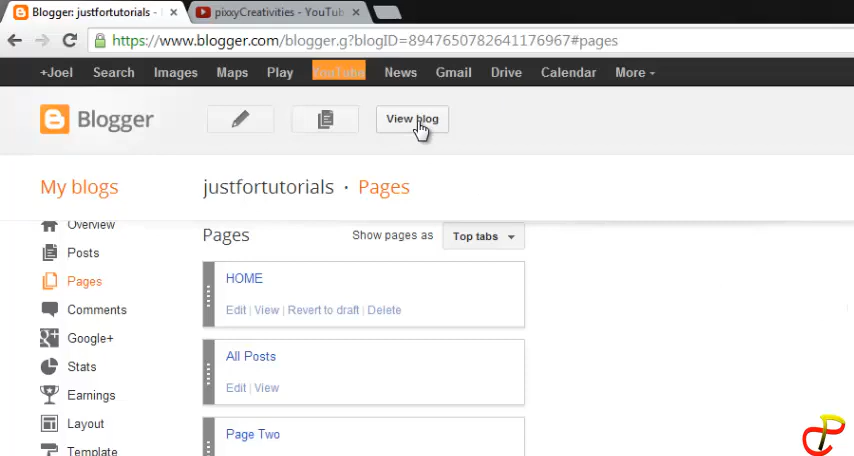 Blogger: justfortutorials -
pixxyCreativities - YouTub
https://www.blogger.com/blogger.g?blogID=8947650782641176967#pages
+Joel Search Images Maps Play YouTube News Gmail Drive Calendar More
Blogger View blog
My blogs justfortutorials · Pages
Overview
Pages Show pages as Top tabs
Posts
Pages
Comments
Google+
Stats
Earnings
Layout
Template
HOME
Edit | View | Revert to draft | Delete
All Posts
Edit | View
Page Two